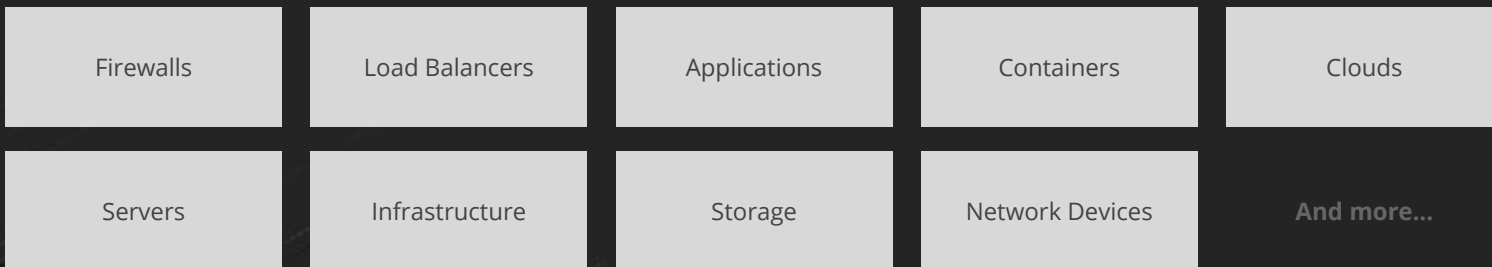 Firewalls
Load Balancers
Applications
Containers
Clouds
Servers
Infrastructure
Storage
Network Devices
And more...